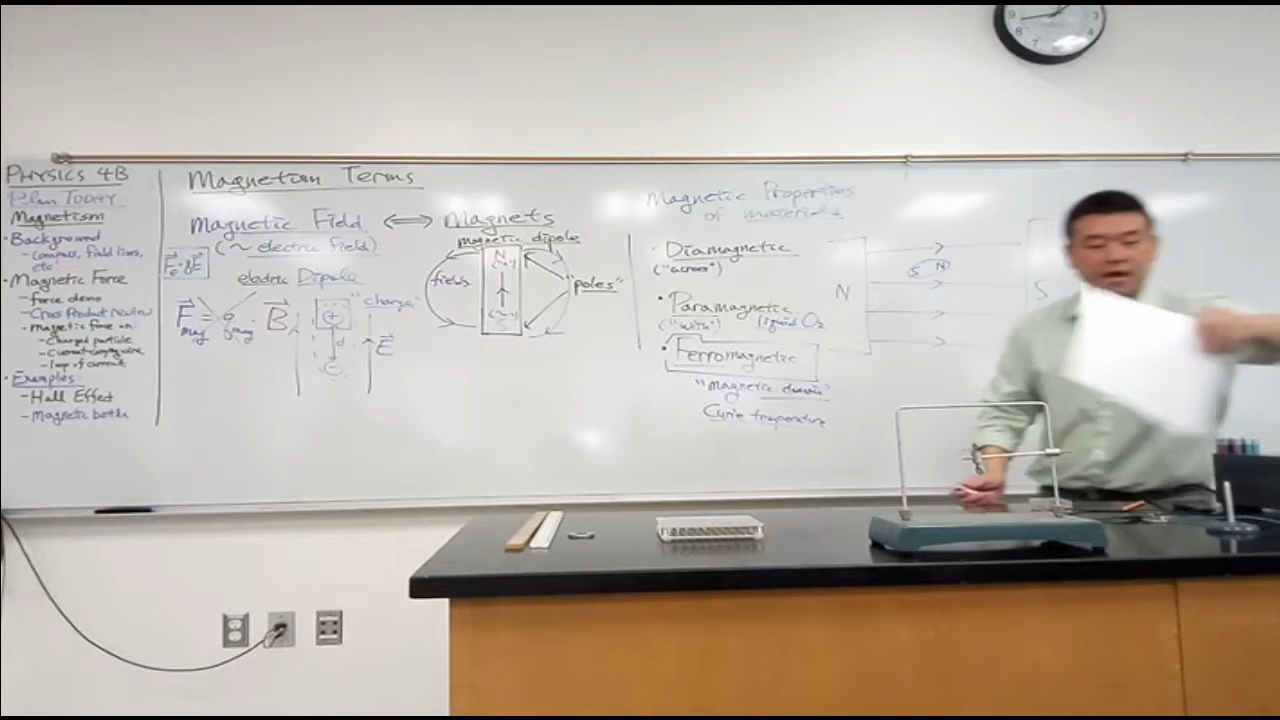 PHYSICS 4B
Plan TODAY
Magnetism
• Background
- compass, field lines, etc
• Magnetic Force
- force demo
- Cross Product review
- magnetic force on:
- Charged particle
- Current carrying wire
- loop of current
• Examples:
- Hall Effect
- Magnetic bottle
Magnetism Terms
Magnetic Field ⟺ Magnets
(~ electric field)
magnetic dipole
electric Dipole
F mag = q mag · B
"charge"
+
d
−
E
fields
N
(“+”)
(“-”)
S
"poles"
Magnetic Properties
of materials
• Diamagnetic
("across")
• Paramagnetic
("with") liquid O2
• Ferromagnetic
"Magnetic
Curie temperature
N
S N
S